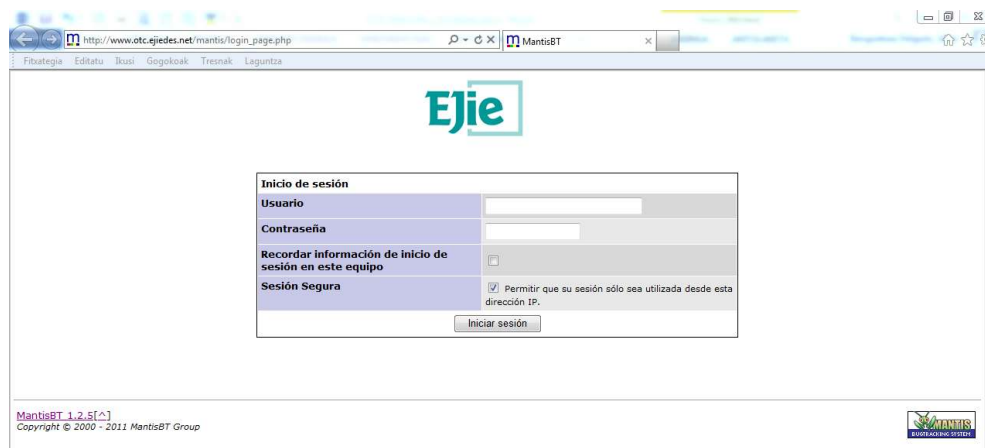 http://www.otc.ejiedes.net/mantis/login_page.php
MantisBT
Fitxategia Editatu Ikusi Gogokoak Tresnak Laguntza
EJie
Inicio de sesión
Usuario
Contraseña
Recordar información de inicio de
sesión en este equipo
Sesión Segura
Permitir que su sesión sólo sea utilizada desde esta
dirección IP.
Iniciar sesión
MantisBT 1.2.5[^]
Copyright © 2000 - 2011 MantisBT Group
MANTIS
BUGTRACKING SYSTEM